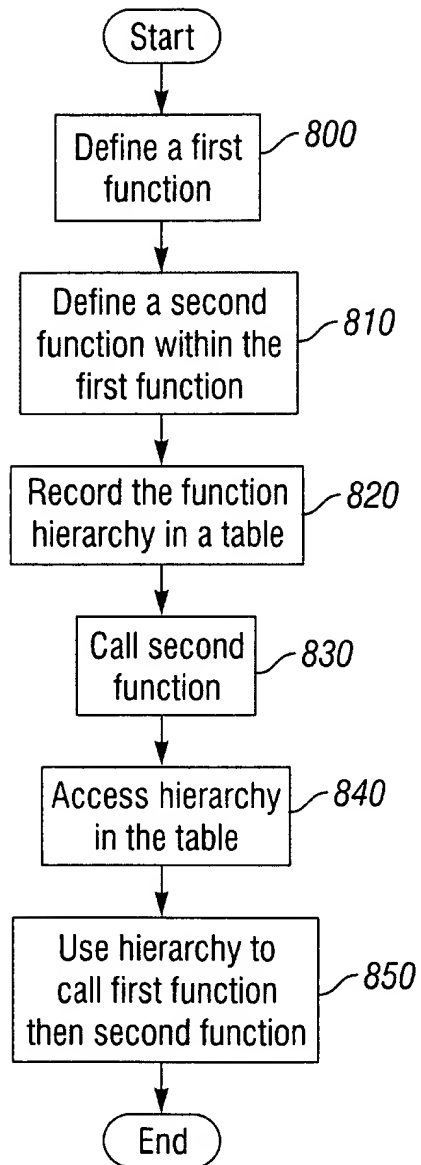 Start
Define a first
function
800
Define a second
function within the
first function
810
Record the function
hierarchy in a table
820
Call second
function
830
Access hierarchy
in the table
840
Use hierarchy to
call first function
then second function
850
End